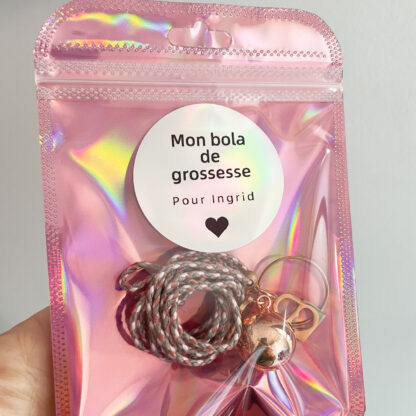 Mon bola
de
grossesse
Pour Ingrid